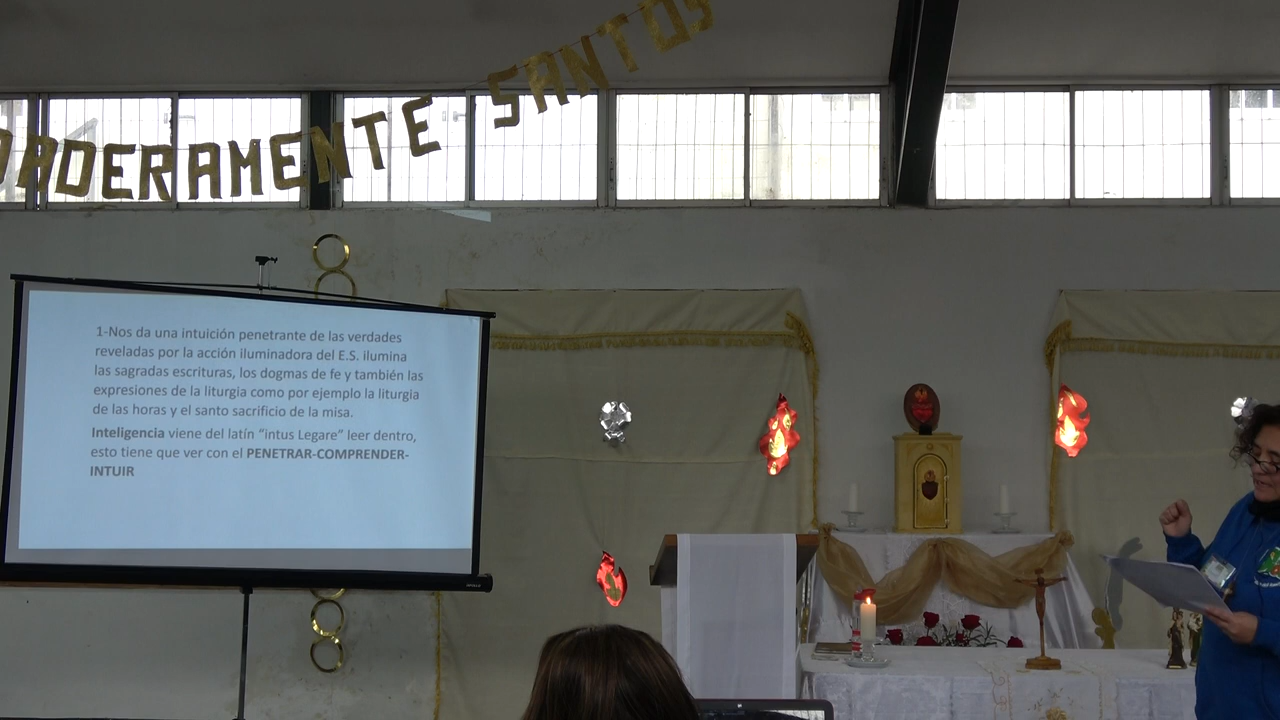 DADERAMENTE SANTOS
1-Nos da una intuición penetrante de las verdades
reveladas por la acción iluminadora del E.S. ilumina
las sagradas escrituras, los dogmas de fe y también las
expresiones de la liturgia como por ejemplo la liturgia
de las horas y el santo sacrificio de la misa.
Inteligencia viene del latín “intus Legare” leer dentro,
esto tiene que ver con el PENETRAR-COMPRENDER-
INTUIR